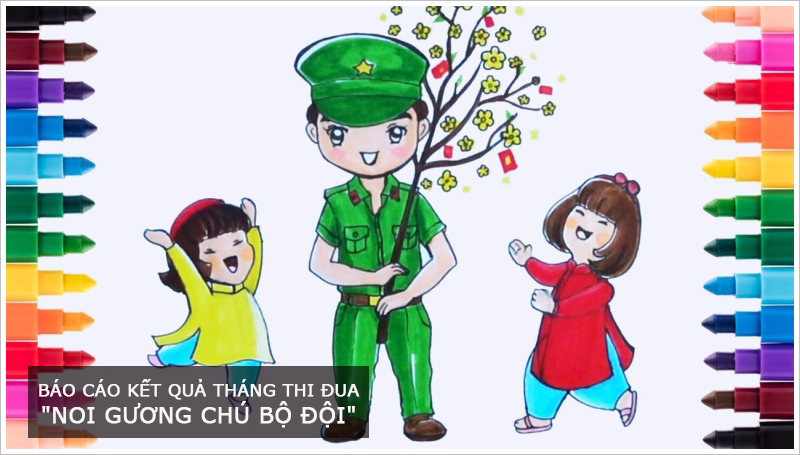 BÁO CÁO KẾT QUẢ THÁNG THI ĐUA
"NOI GƯƠNG CHÚ BỘ ĐỘI"